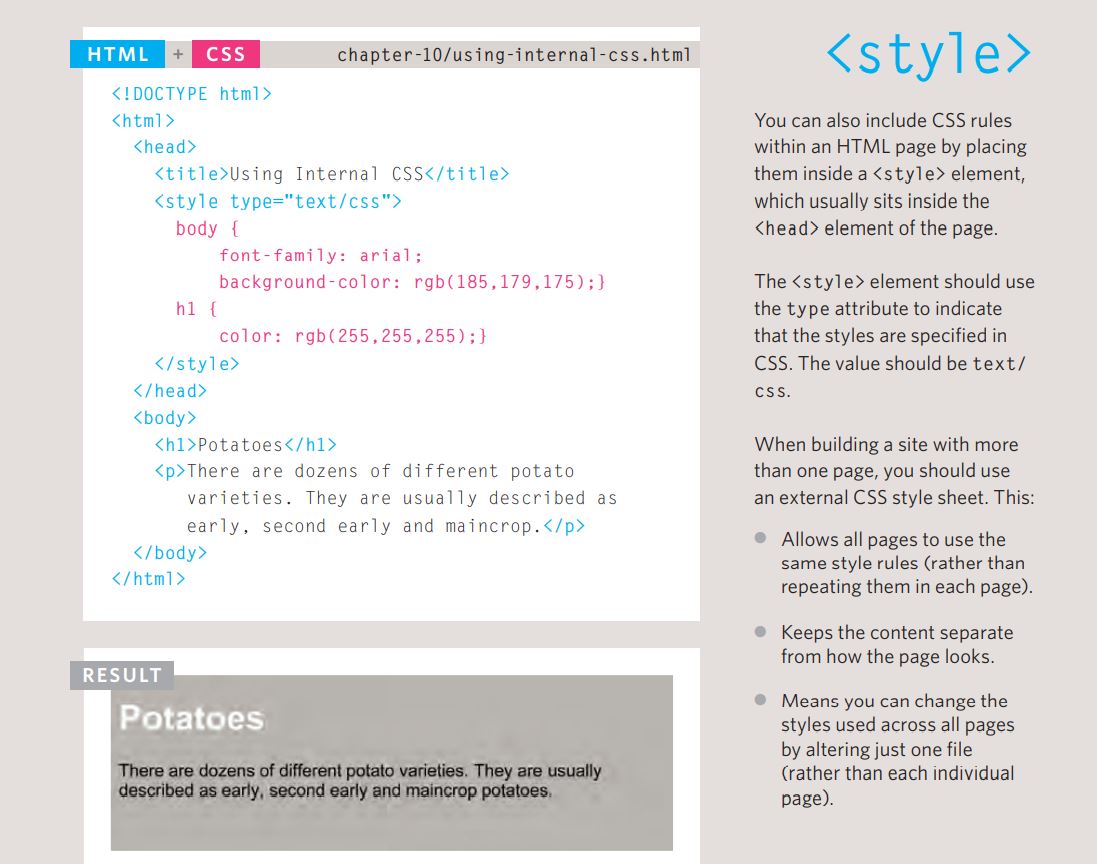 HTML + CSS chapter-10/using-internal-css.html
<!DOCTYPE html>
<html>
<head>
<title>Using Internal CSS</title>
<style type="text/css">
body {
font-family: arial;
background-color: rgb(185,179,175);}
h1 {
color: rgb(255,255,255);}
</style>
</head>
<body>
<h1>Potatoes</h1>
<p>There are dozens of different potato
varieties. They are usually described as
early, second early and maincrop.</p>
</body>
</html>
RESULT
Potatoes
There are dozens of different potato varieties. They are usually
described as early, second early and maincrop potatoes.
<style>
You can also include CSS rules
within an HTML page by placing
them inside a <style> element,
which usually sits inside the
<head> element of the page.
The <style> element should use
the type attribute to indicate
that the styles are specified in
CSS. The value should be text/
css.
When building a site with more
than one page, you should use
an external CSS style sheet. This:
● Allows all pages to use the
same style rules (rather than
repeating them in each page).
● Keeps the content separate
from how the page looks.
● Means you can change the
styles used across all pages
by altering just one file
(rather than each individual
page).